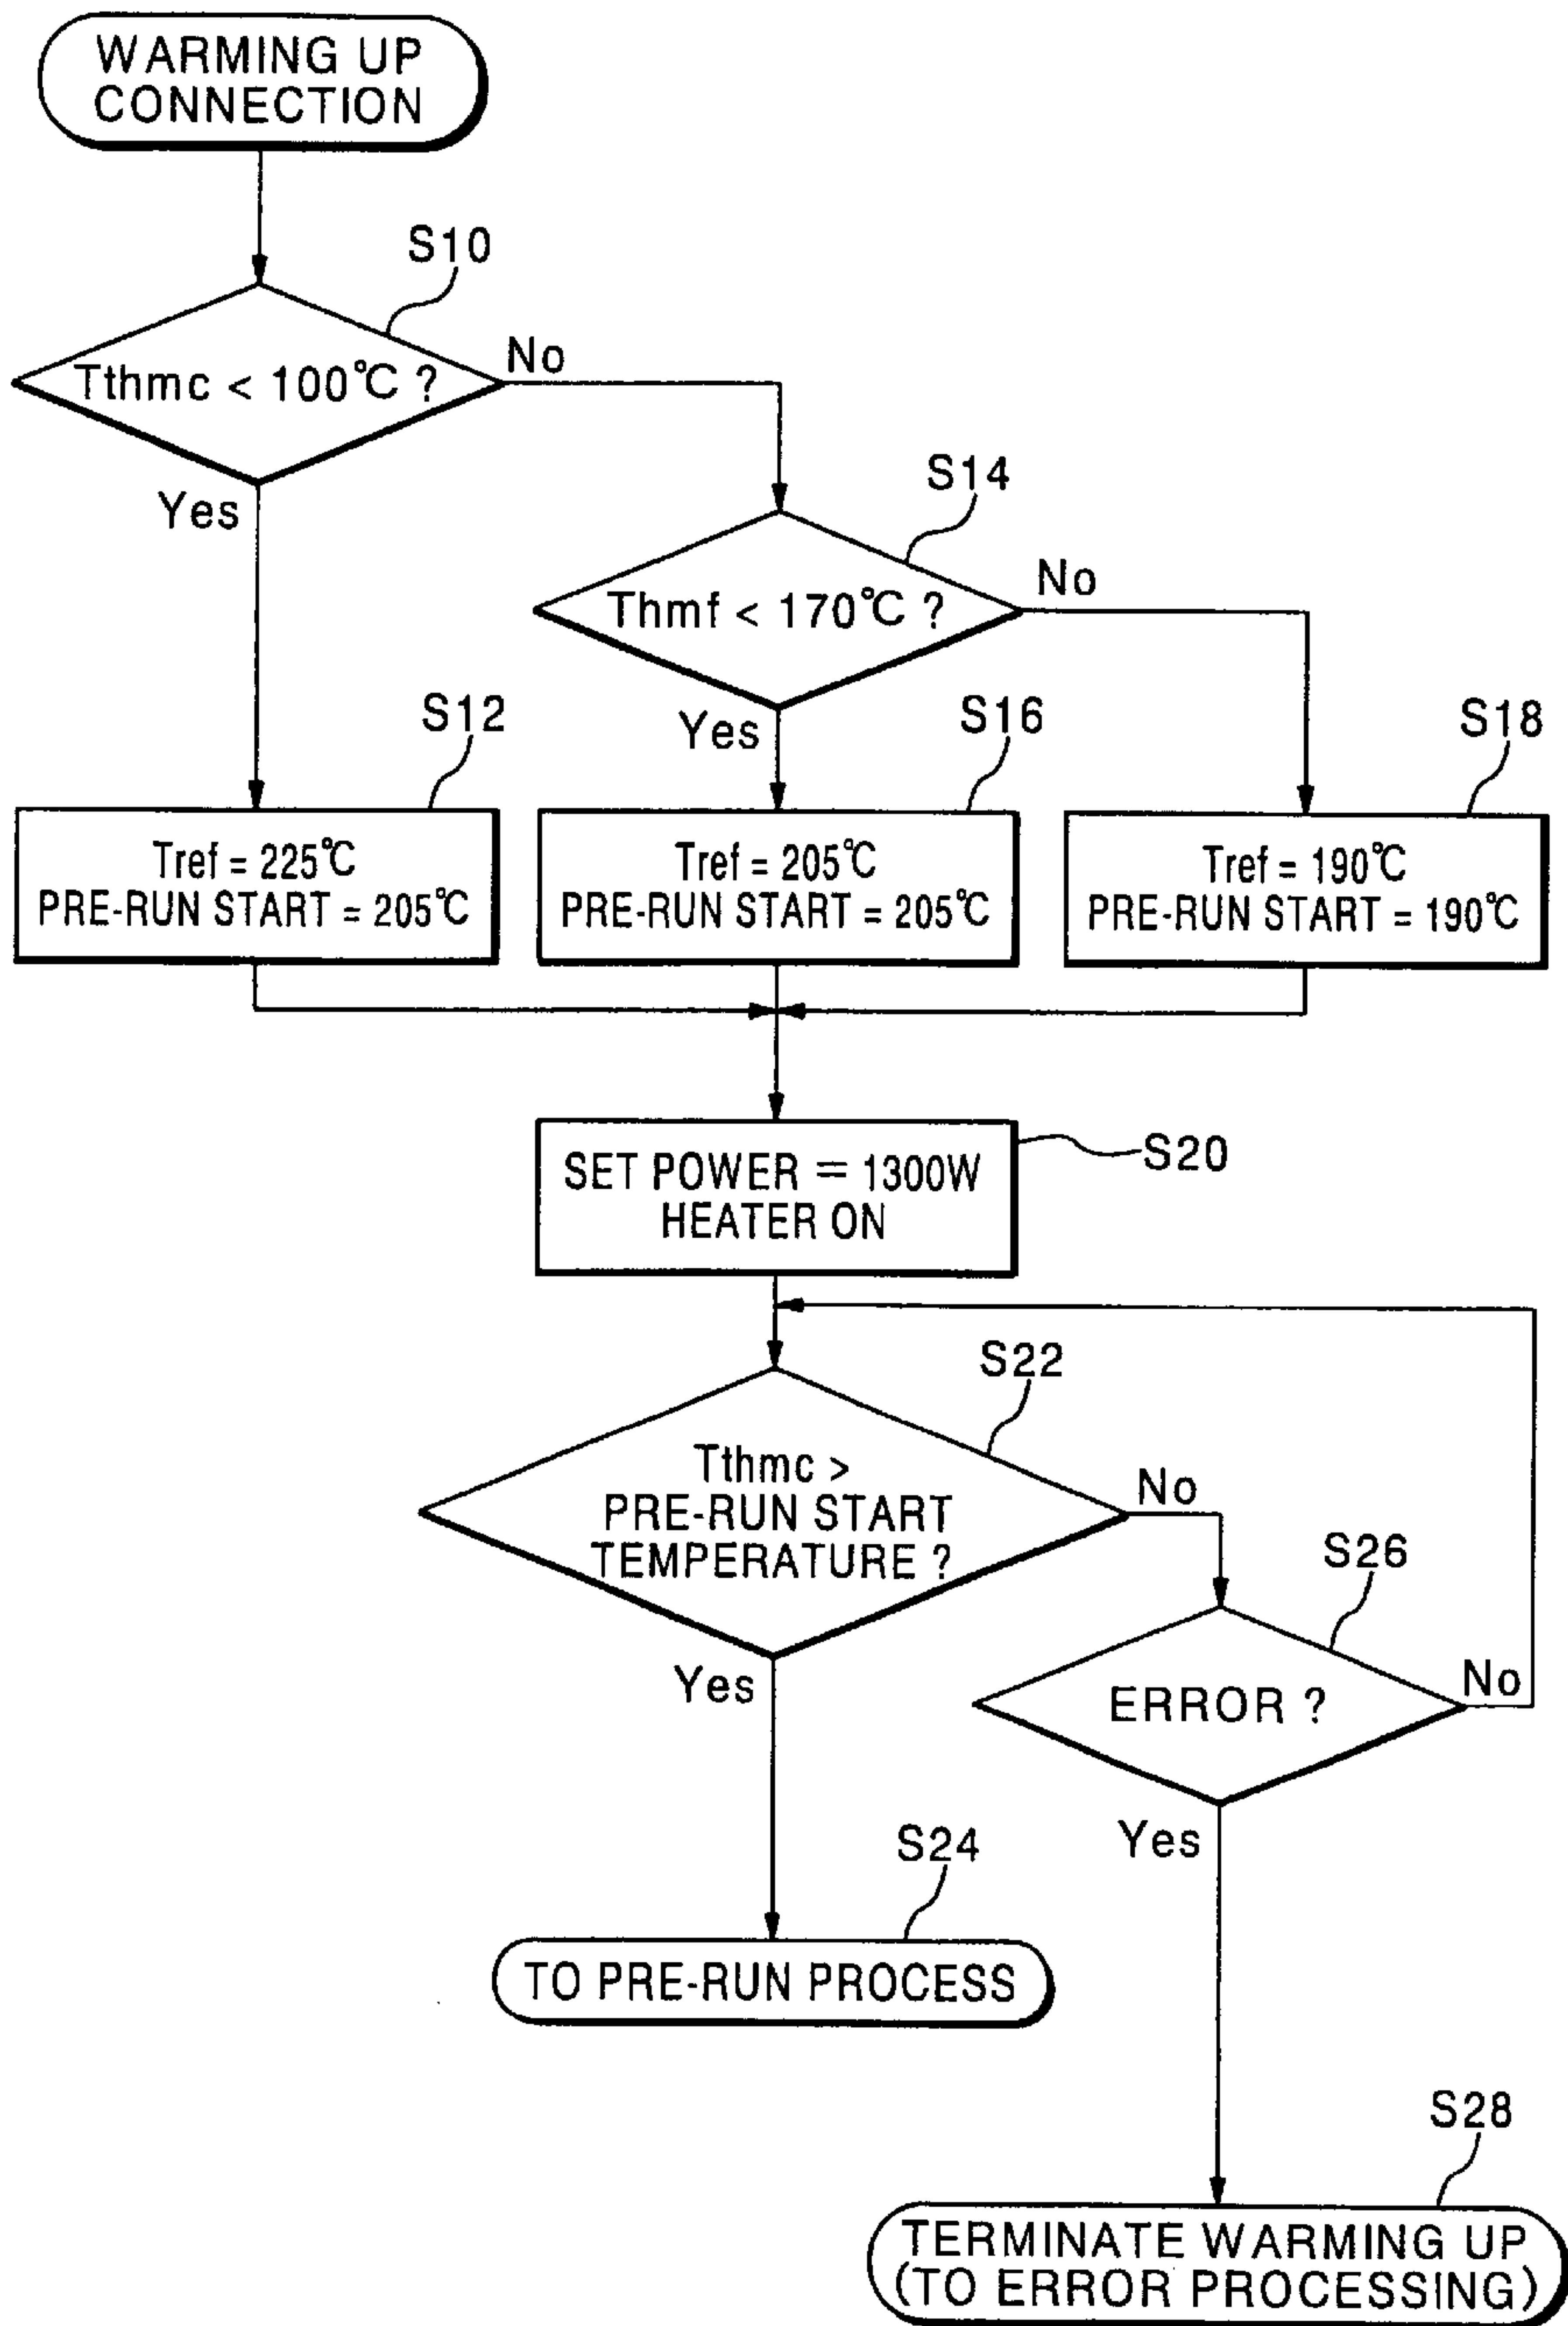 WARMING UP
CONNECTION
S10
Tthmc < 100℃ ?
No
Yes
S14
Thmf < 170℃ ?
No
Yes
S12
Tref = 225℃
PRE-RUN START = 205℃
S16
Tref = 205℃
PRE-RUN START = 205℃
S18
Tref = 190℃
PRE-RUN START = 190℃
SET POWER = 1300W
HEATER ON
S20
S22
Tthmc >
PRE-RUN START
TEMPERATURE ?
No
Yes
S26
ERROR ?
No
Yes
S24
TO PRE-RUN PROCESS
S28
TERMINATE WARMING UP
(TO ERROR PROCESSING)